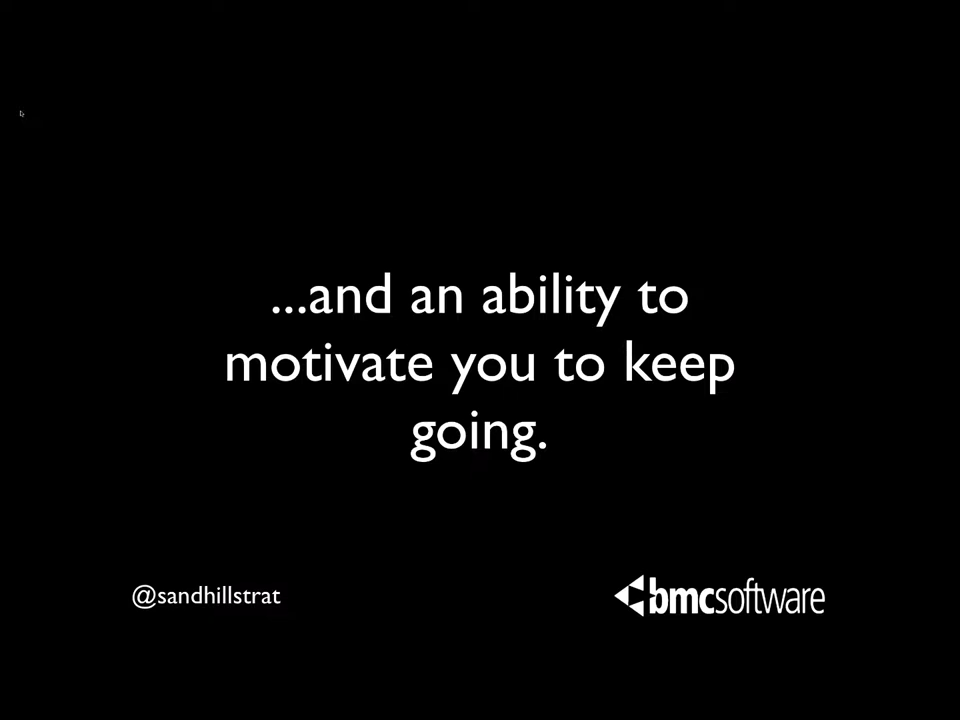 ...and an ability to
motivate you to keep
going.
@sandhillstrat
bmcsoftware